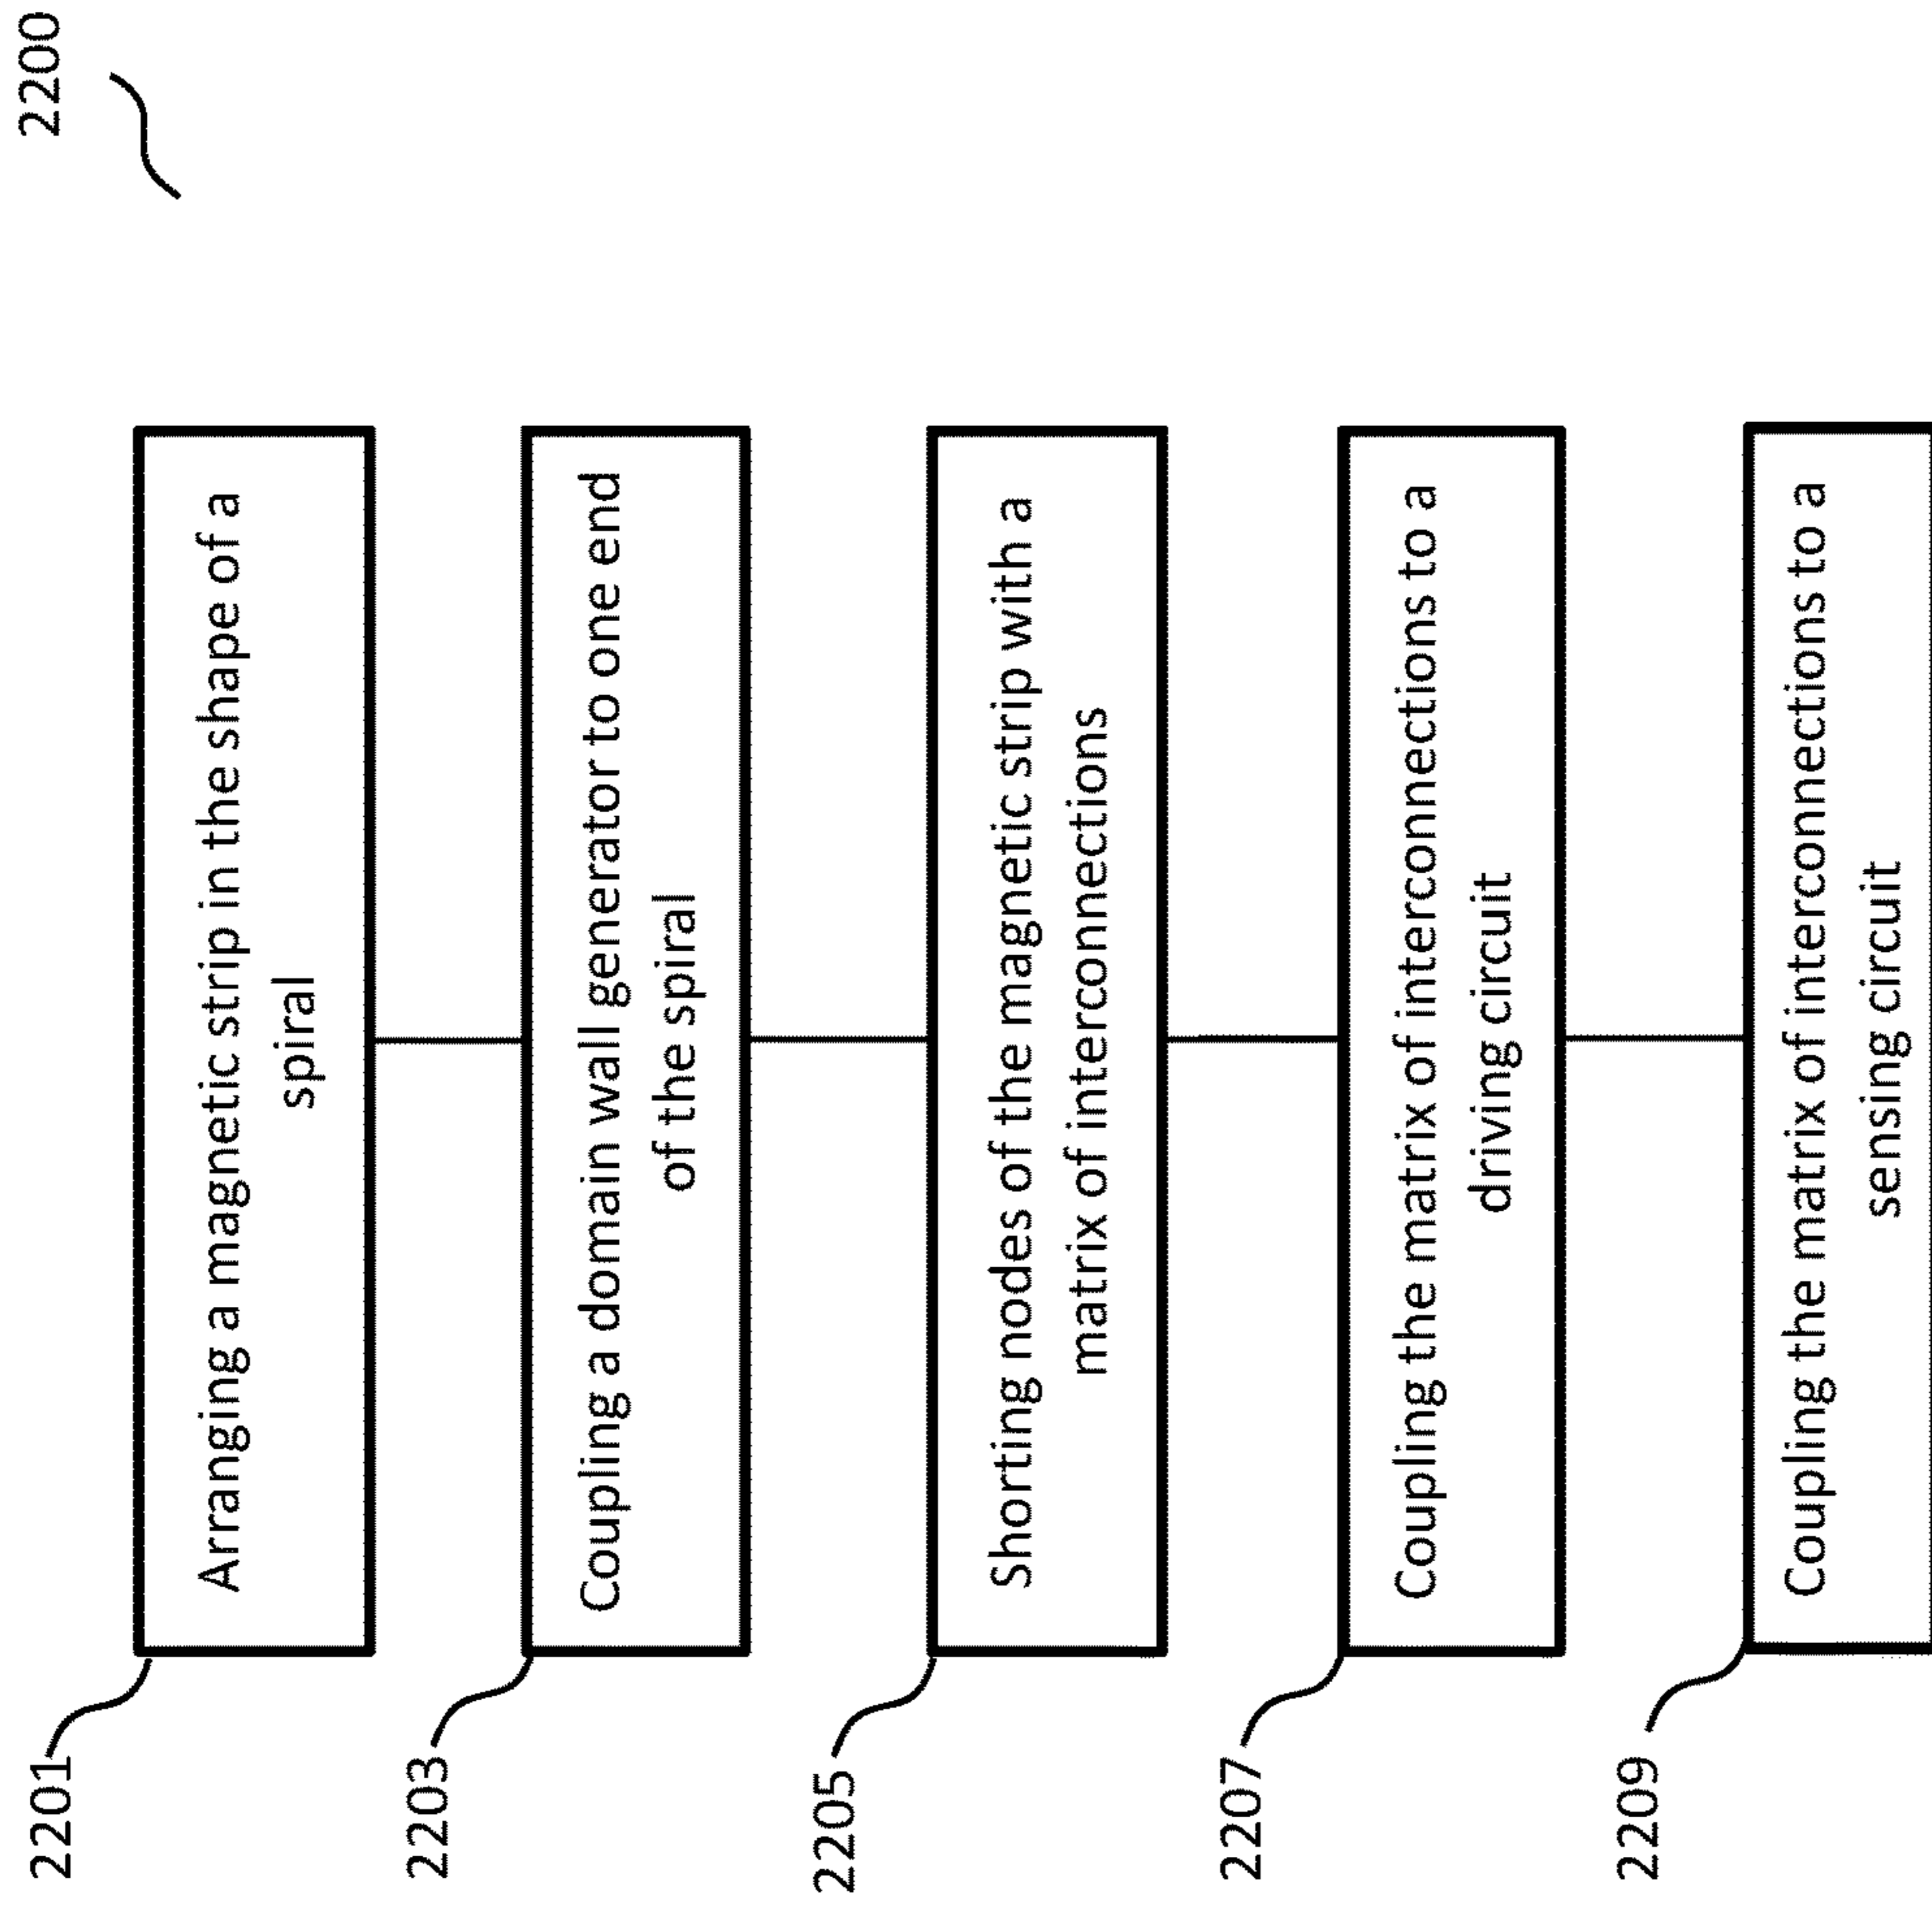 2200
2201
Arranging a magnetic strip in the shape of a
spiral
2203
Coupling a domain wall generator to one end
of the spiral
2205
Shorting nodes of the magnetic strip with a
matrix of interconnections
2207
Coupling the matrix of interconnections to a
driving circuit
2209
Coupling the matrix of interconnections to a
sensing circuit